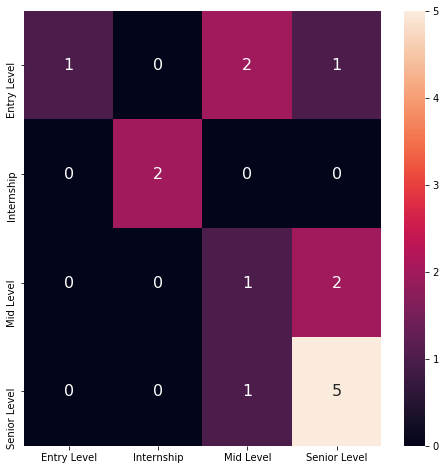 Entry Level 1 0 2 1
Internship 0 2 0 0
Mid Level 0 0 1 2
Senior Level 0 0 1 5
Entry Level Internship Mid Level Senior Level
5
4
3
2
1
0